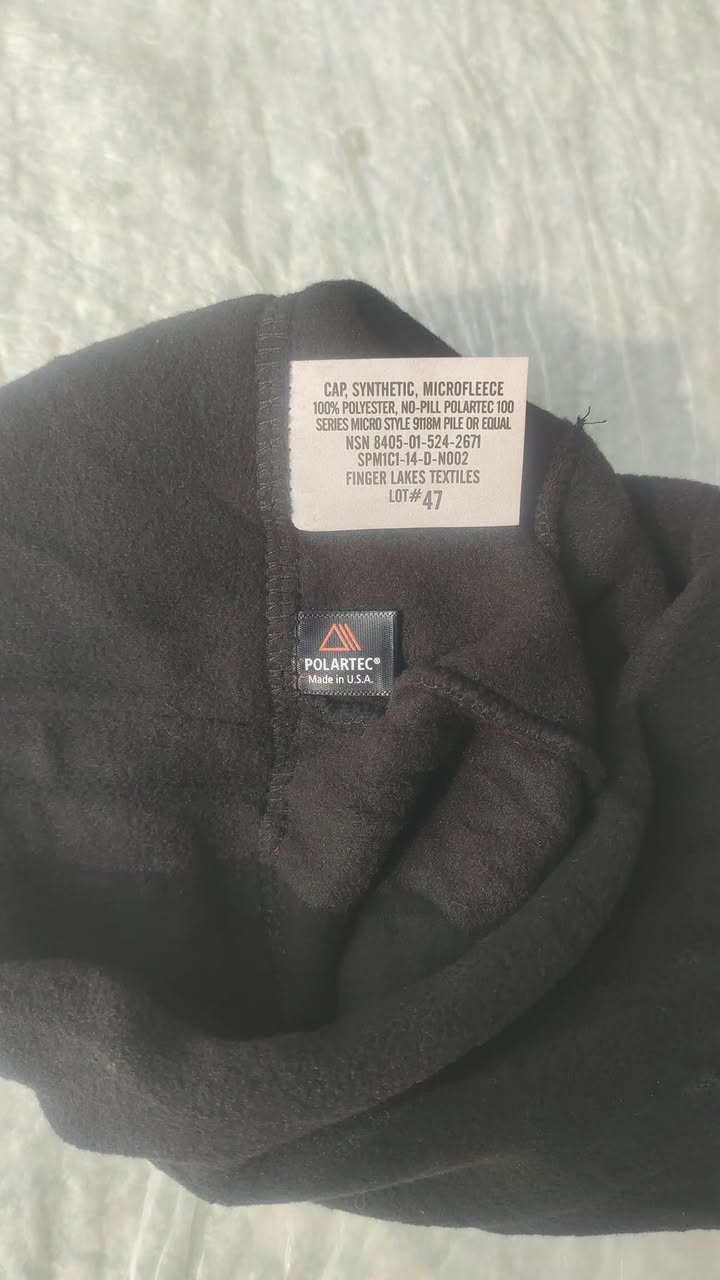 CAP, SYNTHETIC, MICROFLEECE
100% POLYESTER, NO-PILL POLARTEC 100
SERIES MICRO STYLE 9118M PILE OR EQUAL
NSN 8405-01-524-2671
SPM1C1-14-D-N002
FINGER LAKES TEXTILES
LOT# 47
POLARTEC®
Made in U.S.A.